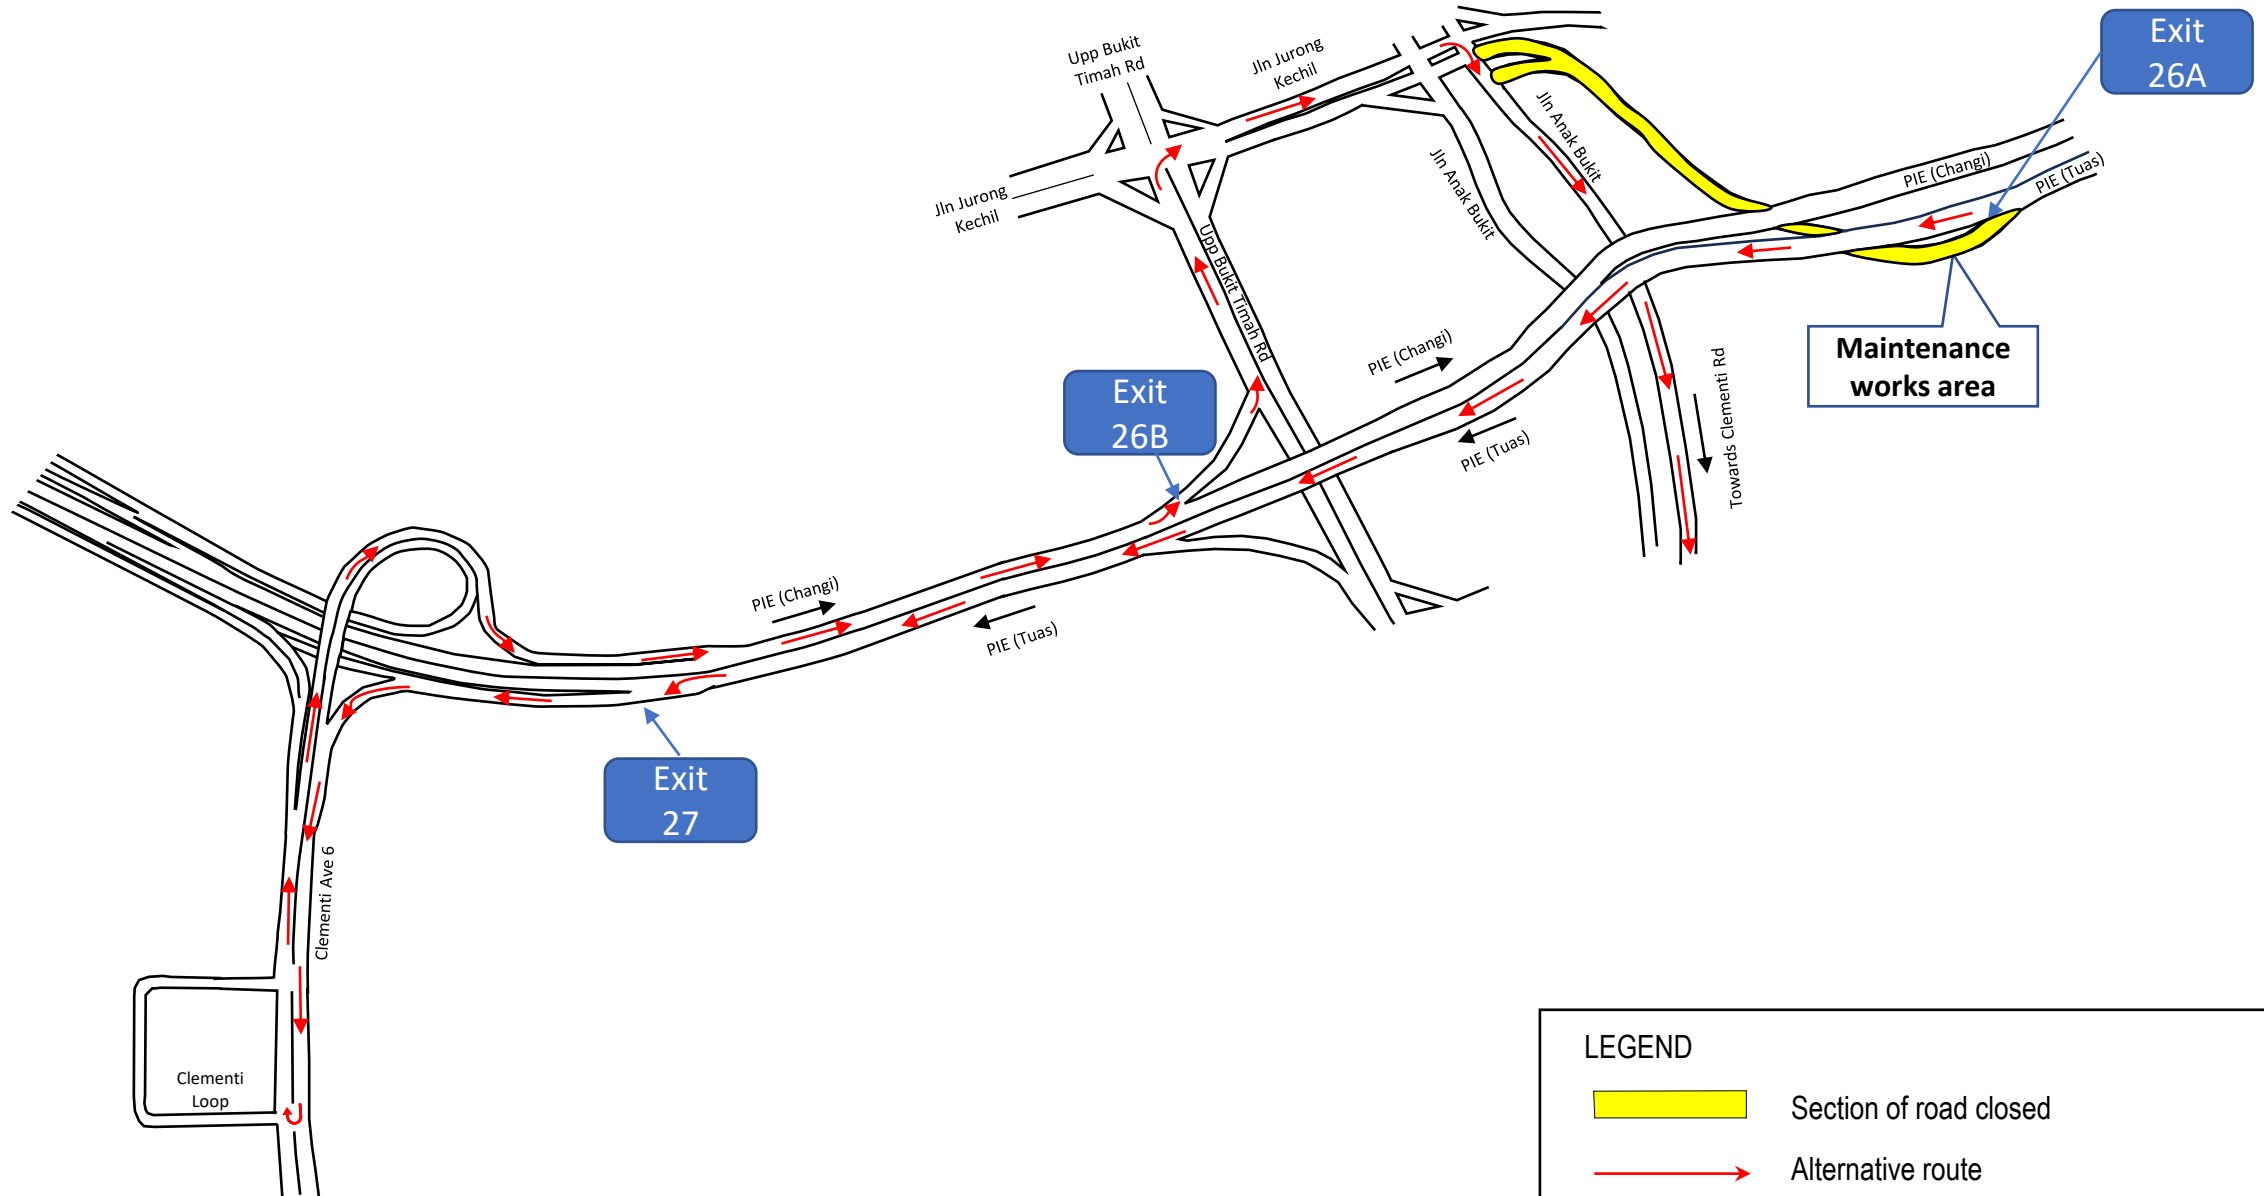 Exit
26A
Upp Bukit
Timah Rd
Jln Jurong
Kechil
Jln Anak Bukit
Jln Anak Bukit
PIE (Changi)
PIE (Tuas)
Jln Jurong
Kechil
Upp Bukit Timah Rd
Maintenance
works area
PIE (Changi)
PIE (Tuas)
Towards Clementi Rd
Exit
26B
PIE (Changi)
PIE (Tuas)
Exit
27
Clementi Ave 6
Clementi
Loop
LEGEND
Section of road closed
Alternative route